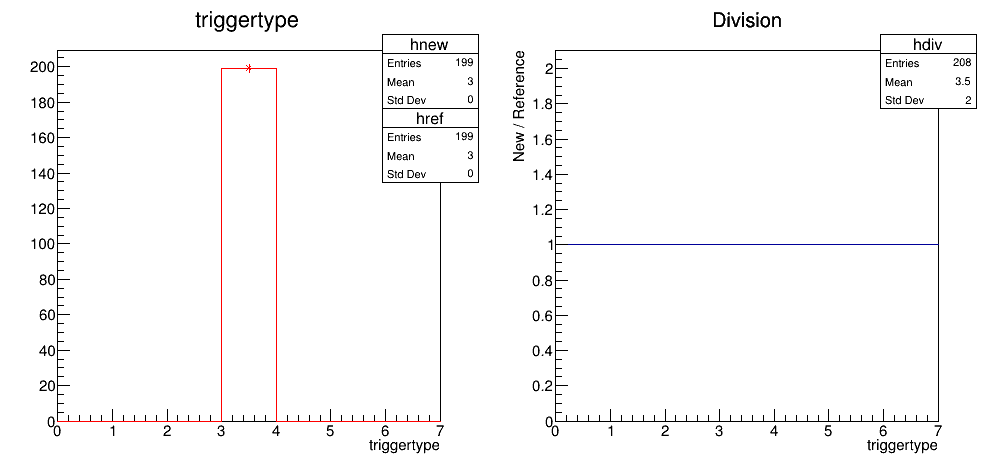 triggertype
hnew
Entries 199
Mean 3
Std Dev 0
href
Entries 199
Mean 3
Std Dev 0
200
180
160
140
120
100
80
60
40
20
0
0 1 2 3 4 5 6 7
triggertype
Division
hdiv
Entries 208
Mean 3.5
Std Dev 2
New / Reference
2
1.8
1.6
1.4
1.2
1
0.8
0.6
0.4
0.2
0
0 1 2 3 4 5 6 7
triggertype